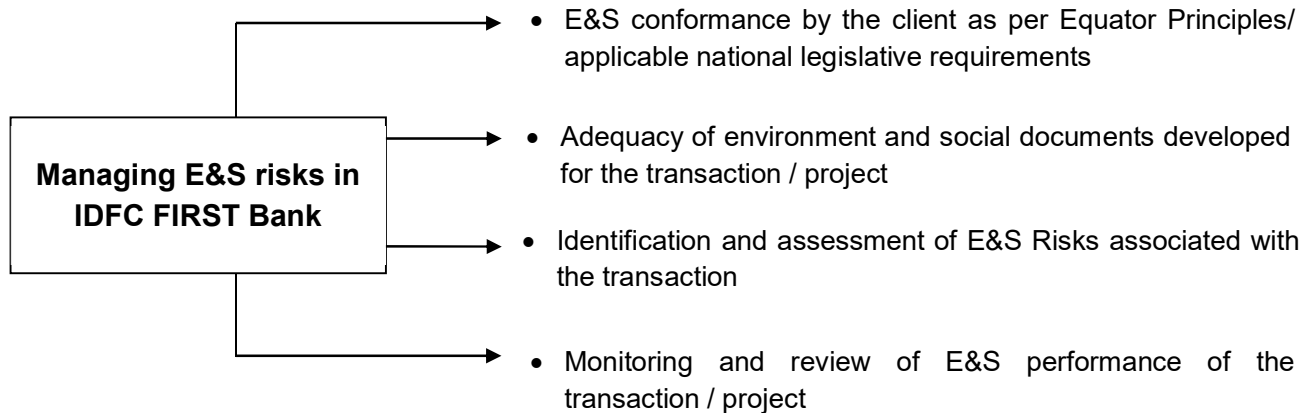 • E&S conformance by the client as per Equator Principles/
applicable national legislative requirements
• Adequacy of environment and social documents developed
for the transaction / project
Managing E&S risks in
IDFC FIRST Bank
• Identification and assessment of E&S Risks associated with
the transaction
• Monitoring and review of E&S performance of the
transaction / project